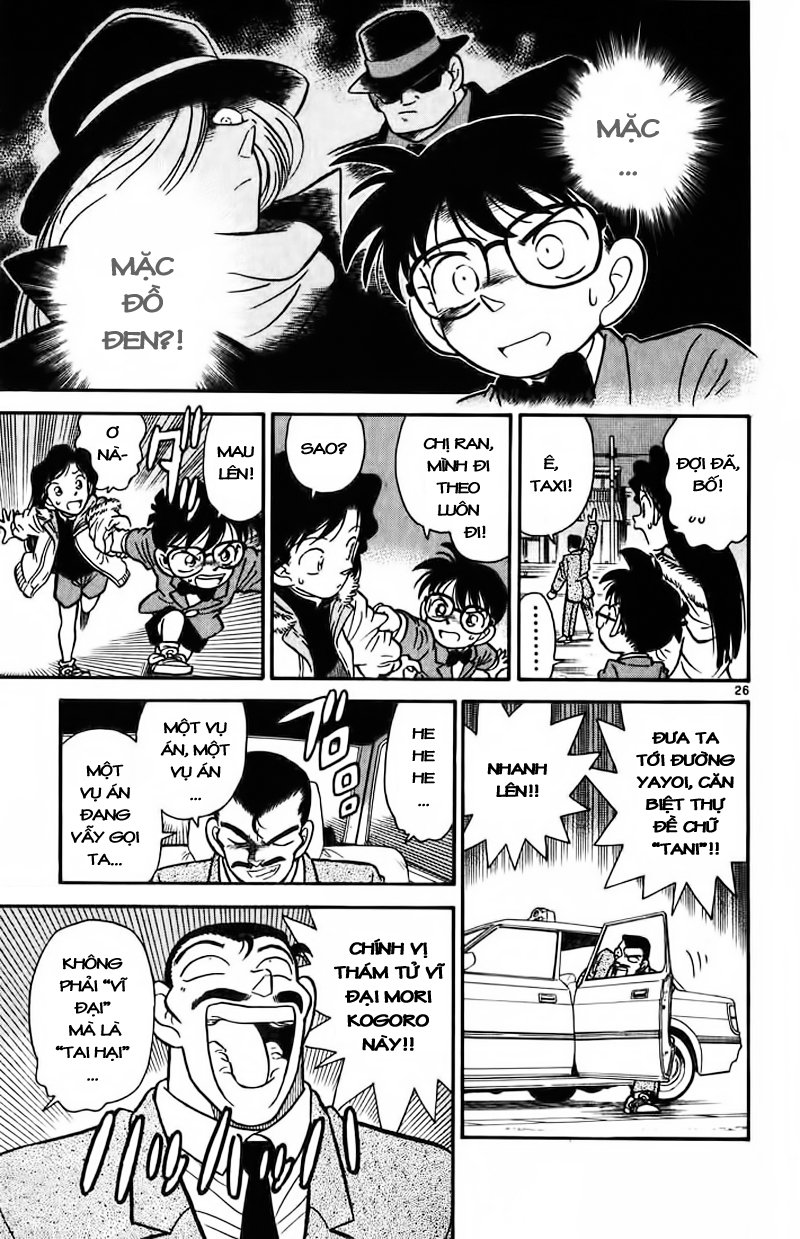 MẶC
...
MẶC
ĐỒ
ĐEN?!
ĐỢI ĐÃ,
BỐ!
Ê,
TAXI!
.......
CHỊ RAN,
MÌNH ĐI
THEO
LUÔN
ĐI!
SAO?
MAU
LÊN!
Ơ
NÀ-
26
ĐƯA TA
TỚI ĐƯỜNG
YAYOI, CĂN
BIỆT THỰ
ĐỀ CHỮ
“TANI”!!
NHANH
LÊN!!
HE
HE
HE
...
MỘT VỤ
ÁN, MỘT
VỤ ÁN
...
MỘT
VỤ ÁN
ĐANG
VẪY GỌI
TA...
CHÍNH VỊ
THÁM TỬ VĨ
ĐẠI MORI
KOGORO
NÀY!!
KHÔNG
PHẢI “VĨ
ĐẠI”
MÀ LÀ
“TAI HẠI”
...